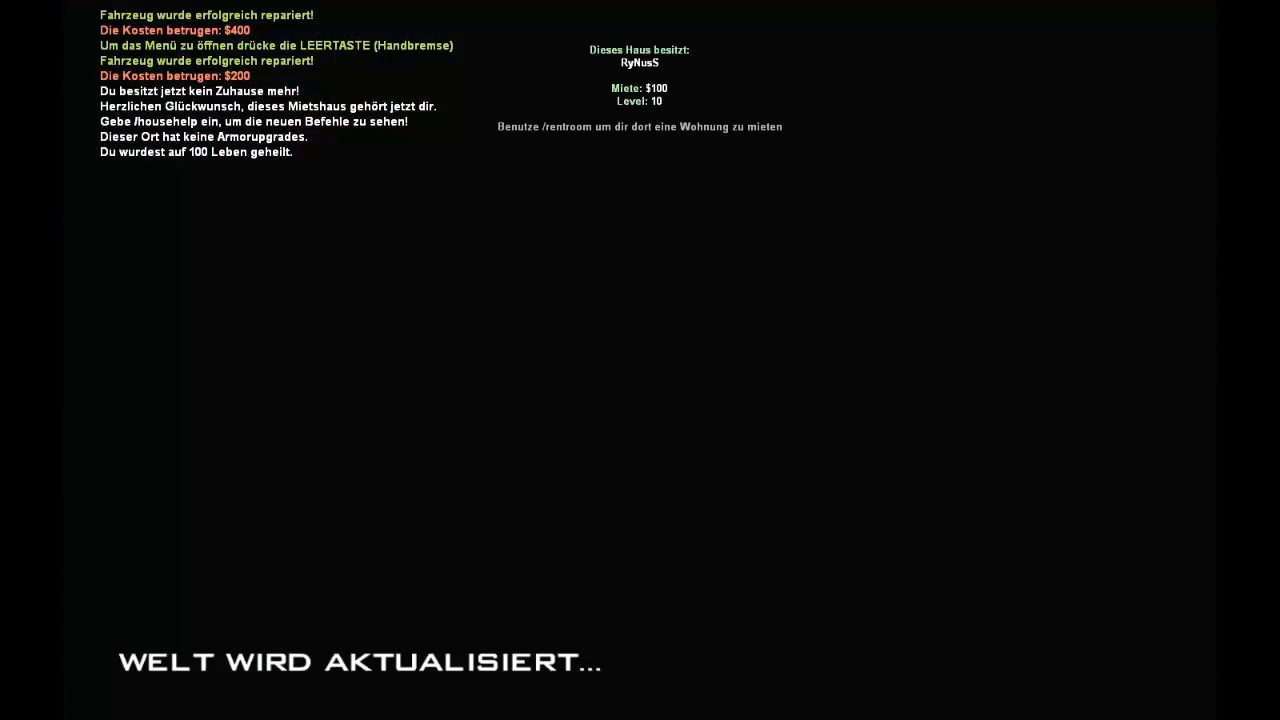 Fahrzeug wurde erfolgreich repariert!
Die Kosten betrugen: $400
Um das Menü zu öffnen drücke die LEERTASTE (Handbremse)
Fahrzeug wurde erfolgreich repariert!
Die Kosten betrugen: $200
Du besitzt jetzt kein Zuhause mehr!
Herzlichen Glückwunsch, dieses Mietshaus gehört jetzt dir.
Gebe /househelp ein, um die neuen Befehle zu sehen!
Dieser Ort hat keine Armorupgrades.
Du wurdest auf 100 Leben geheilt.
Dieses Haus besitzt:
RyNusS
Miete: $100
Level: 10
Benutze /rentroom um dir dort eine Wohnung zu mieten
WELT WIRD AKTUALISIERT...